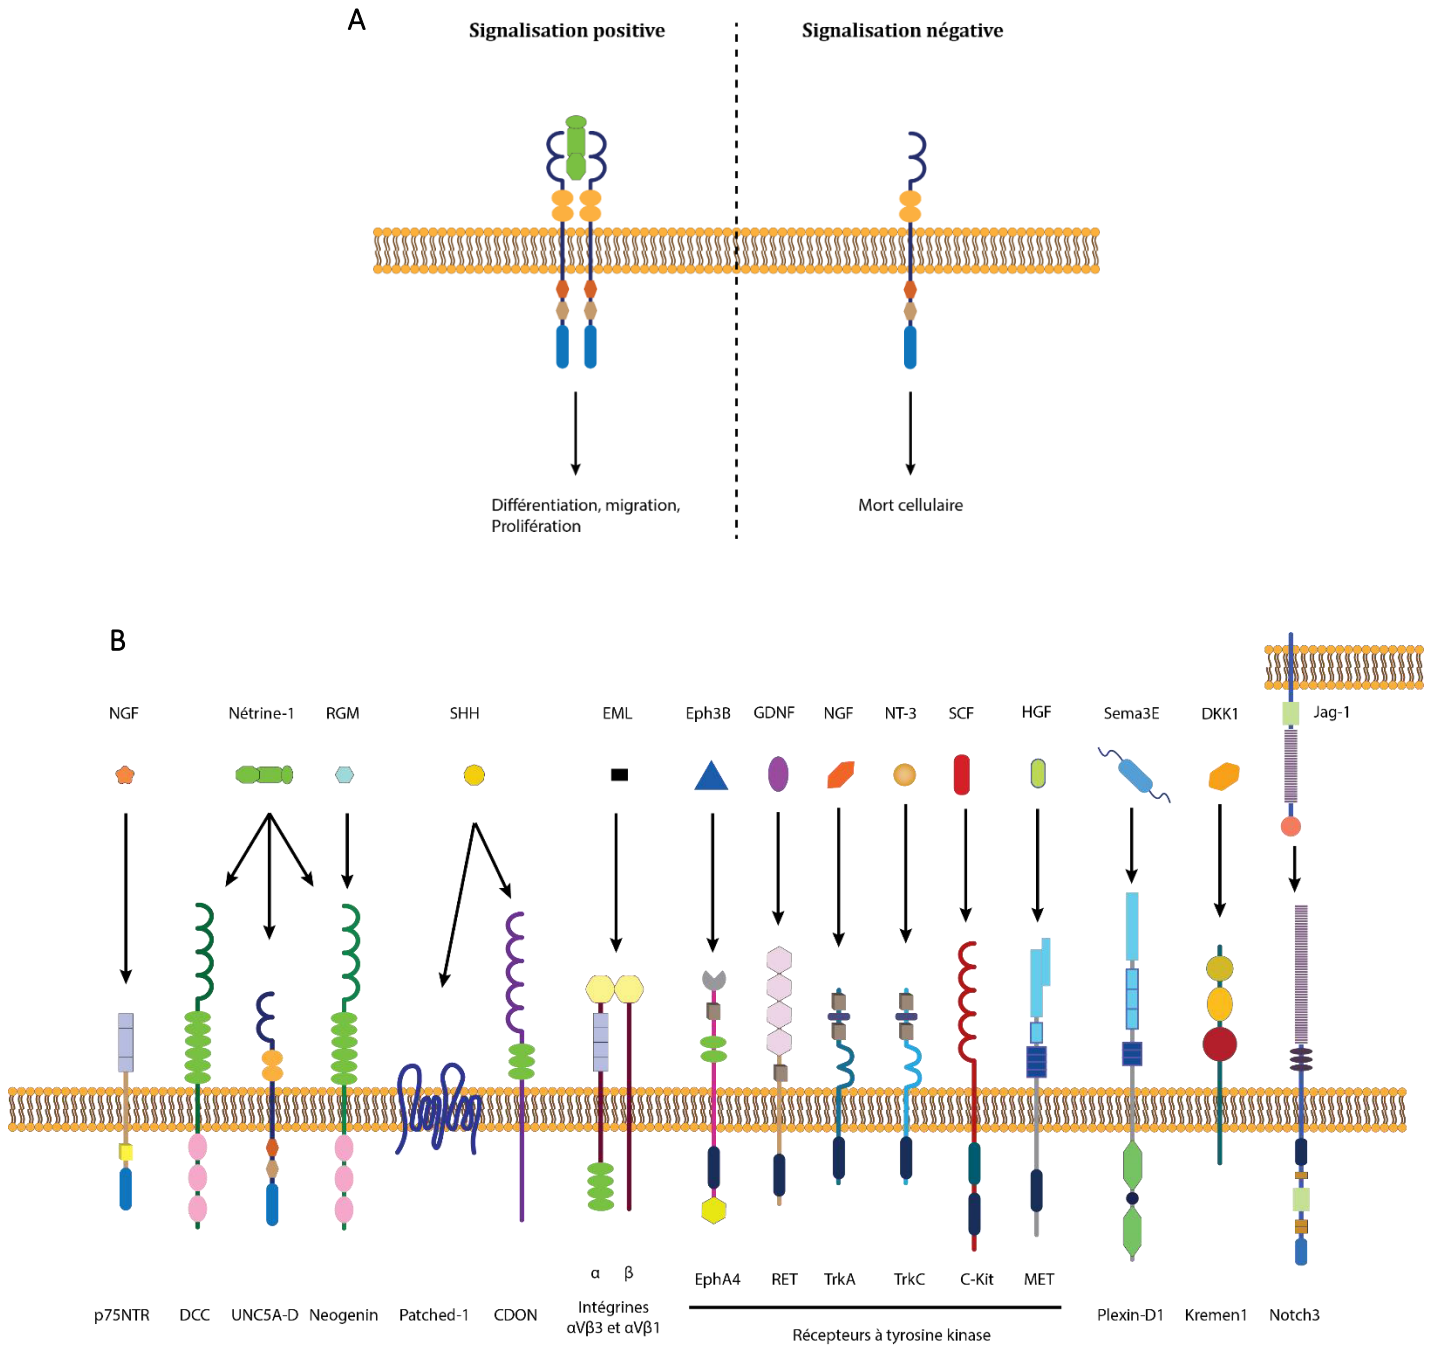 A
Signalisation positive
Signalisation négative
Différentiation, migration,
Prolifération
Mort cellulaire
B
NGF
Nétrine-1
RGM
SHH
EML
Eph3B
GDNF
NGF
NT-3
SCF
HGF
Sema3E
DKK1
Jag-1
α
β
EphA4
RET
TrkA
TrkC
C-Kit
MET
p75NTR
DCC
UNC5A-D
Neogenin
Patched-1
CDON
Intégrines
αVβ3 et αVβ1
Récepteurs à tyrosine kinase
Plexin-D1
Kremen1
Notch3